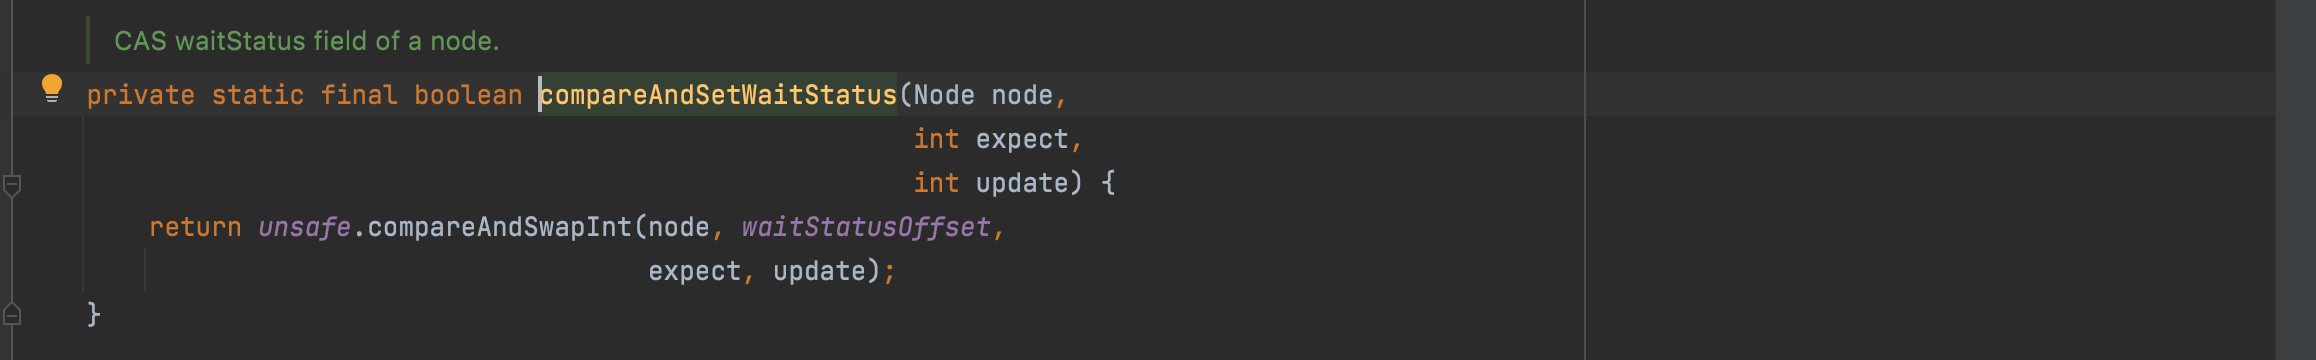 CAS waitStatus field of a node.
private static final boolean compareAndSetWaitStatus(Node node,
int expect,
int update) {
return unsafe.compareAndSwapInt(node, waitStatusOffset,
expect, update);
}